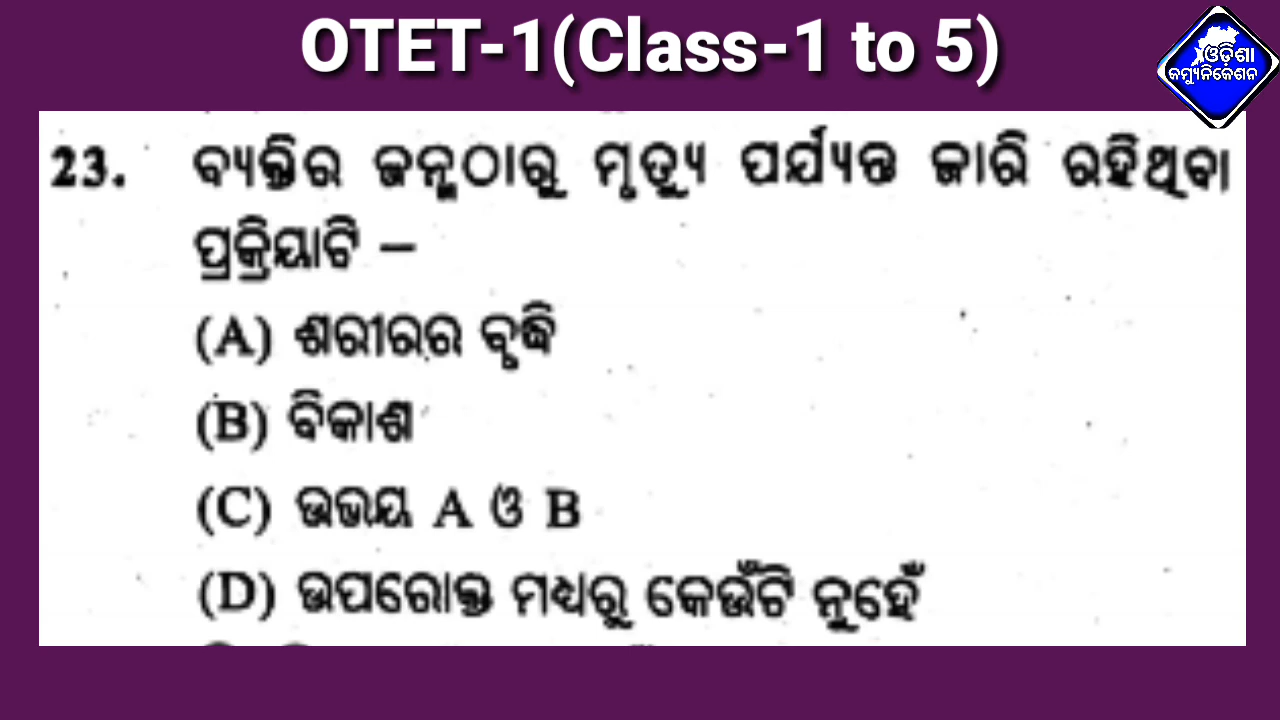 OTET-1(Class-1 to 5)
ଓଡ଼ିଶା
କମ୍ୟୁନିକେଶନ
23. ବ୍ୟକ୍ତିର ଜନ୍ମଠାରୁ ମୃତ୍ୟୁ ପର୍ଯ୍ୟନ୍ତ ଜାରି ରହିଥିବା
ପ୍ରକ୍ରିୟାଟି –
(A) ଶରୀରର ବୃଦ୍ଧି
(B) ବିକାଶ
(C) ଉଭୟ A ଓ B
(D) ଉପରୋକ୍ତ ମଧ୍ୟରୁ କେଉଁଟି ନୁହେଁ